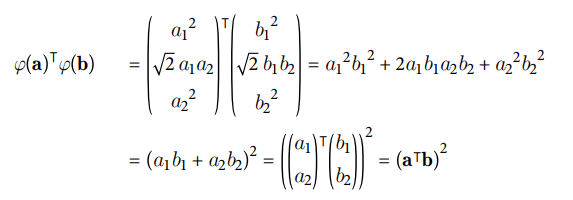 φ(a)ᵀφ(b) = (a₁² √2 a₁a₂ a₂²)ᵀ (b₁² √2 b₁b₂ b₂²) = a₁²b₁² + 2a₁b₁a₂b₂ + a₂²b₂²
= (a₁b₁ + a₂b₂)² = ((a₁ a₂)ᵀ (b₁ b₂))² = (aᵀb)²